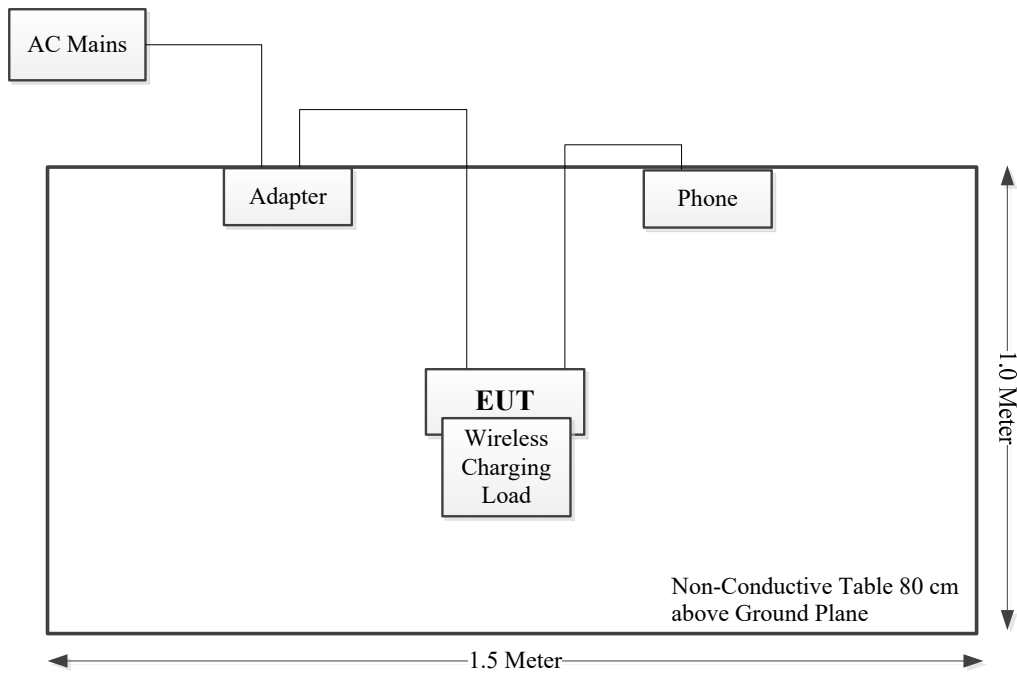 AC Mains
Adapter
Phone
EUT
Wireless
Charging
Load
1.0 Meter
Non-Conductive Table 80 cm
above Ground Plane
1.5 Meter